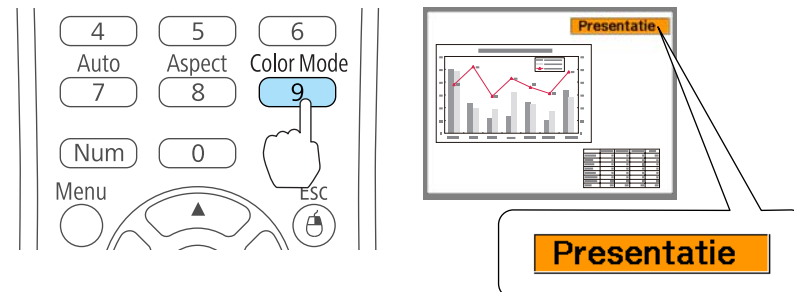 4 5 6
Auto Aspect Color Mode
7 8 9
Num 0
Menu Esc
Presentatie
Presentatie